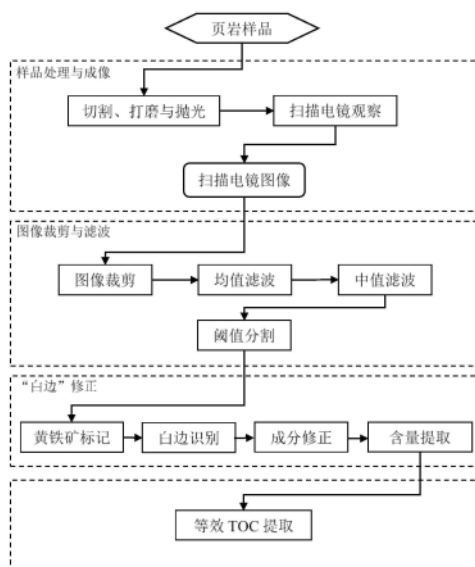 页岩样品
样品处理与成像
切割、打磨与抛光
扫描电镜观察
扫描电镜图像
图像裁剪与滤波
图像裁剪
均值滤波
中值滤波
阈值分割
“白边”修正
黄铁矿标记
白边识别
成分修正
含量提取
等效 TOC 提取